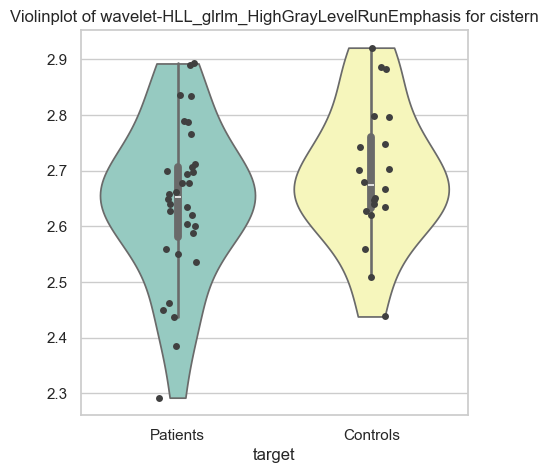 Violinplot of wavelet-HLL_glrlm_HighGrayLevelRunEmphasis for cistern
2.9
2.8
2.7
2.6
2.5
2.4
2.3
Patients Controls
target